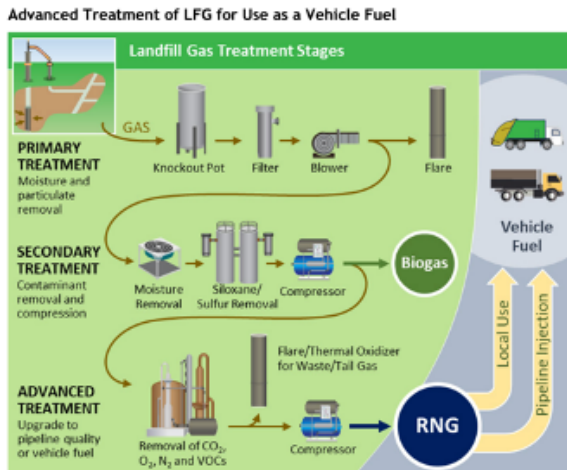 Advanced Treatment of LFG for Use as a Vehicle Fuel
Landfill Gas Treatment Stages
GAS
PRIMARY
TREATMENT
Moisture and
particulate
removal
Knockout Pot
Filter
Blower
Flare
Vehicle
Fuel
SECONDARY
TREATMENT
Contaminant
removal and
compression
Moisture
Removal
Siloxane/
Sulfur Removal
Compressor
Biogas
Local Use
Pipeline Injection
Flare/Thermal Oxidizer
for Waste/Tail Gas
ADVANCED
TREATMENT
Upgrade to
pipeline quality
or vehicle fuel
Removal of CO₂,
O₂, N₂ and VOCs
Compressor
RNG